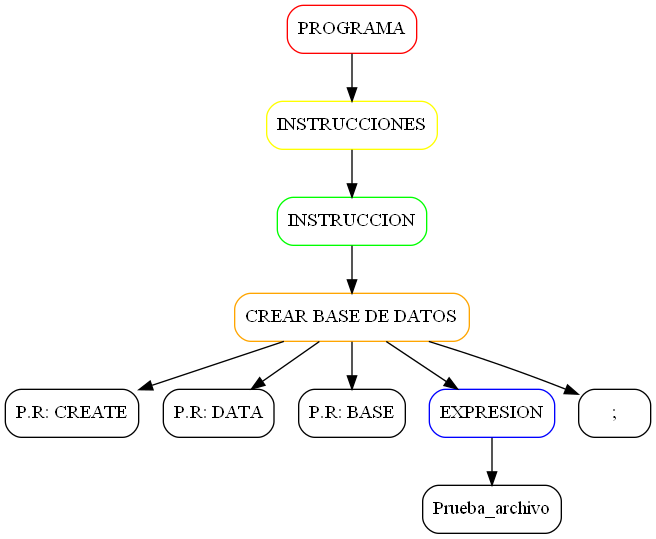 PROGRAMA
INSTRUCCIONES
INSTRUCCION
CREAR BASE DE DATOS
P.R: CREATE
P.R: DATA
P.R: BASE
EXPRESION
;
Prueba_archivo